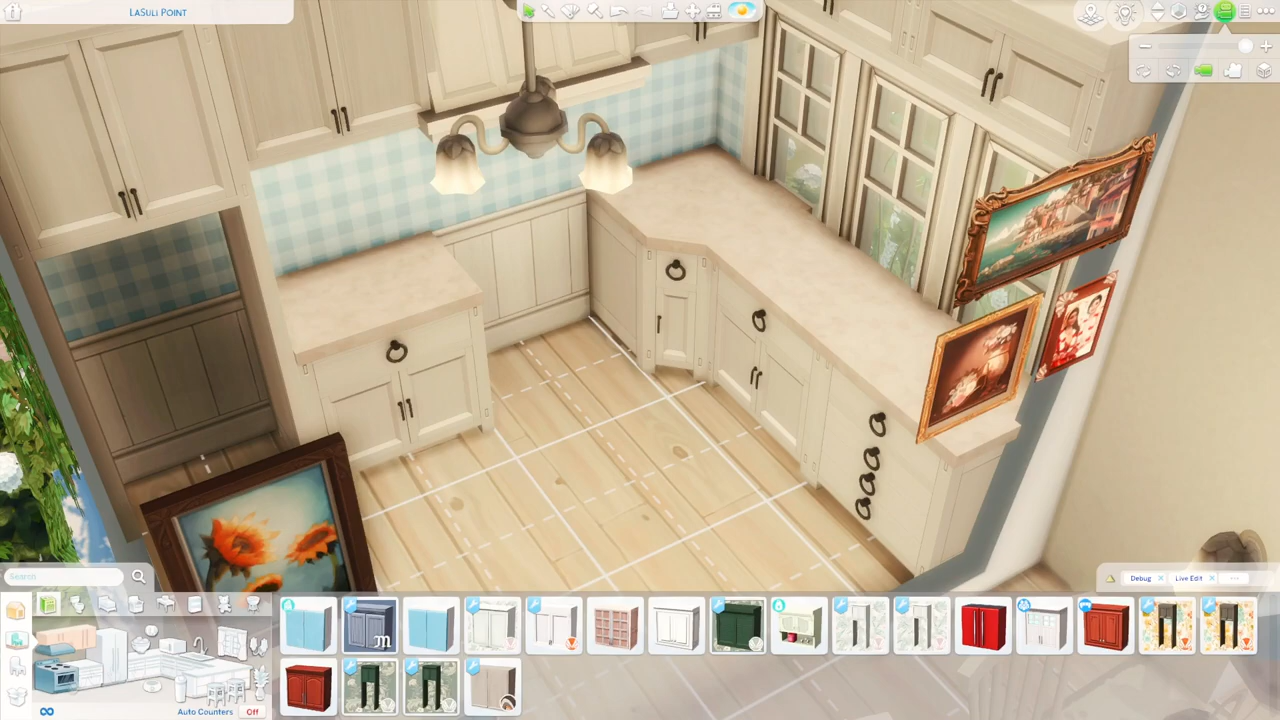 LaSuli Point
Search
Debug
Live Edit
m
Auto Counters
Off